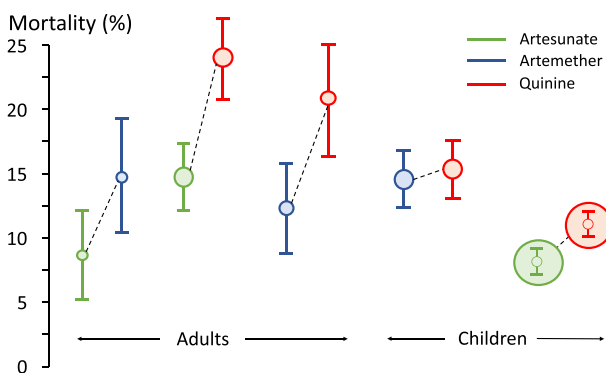 Mortality (%)
25
20
15
10
5
0
Artesunate
Artemether
Quinine
Adults
Children